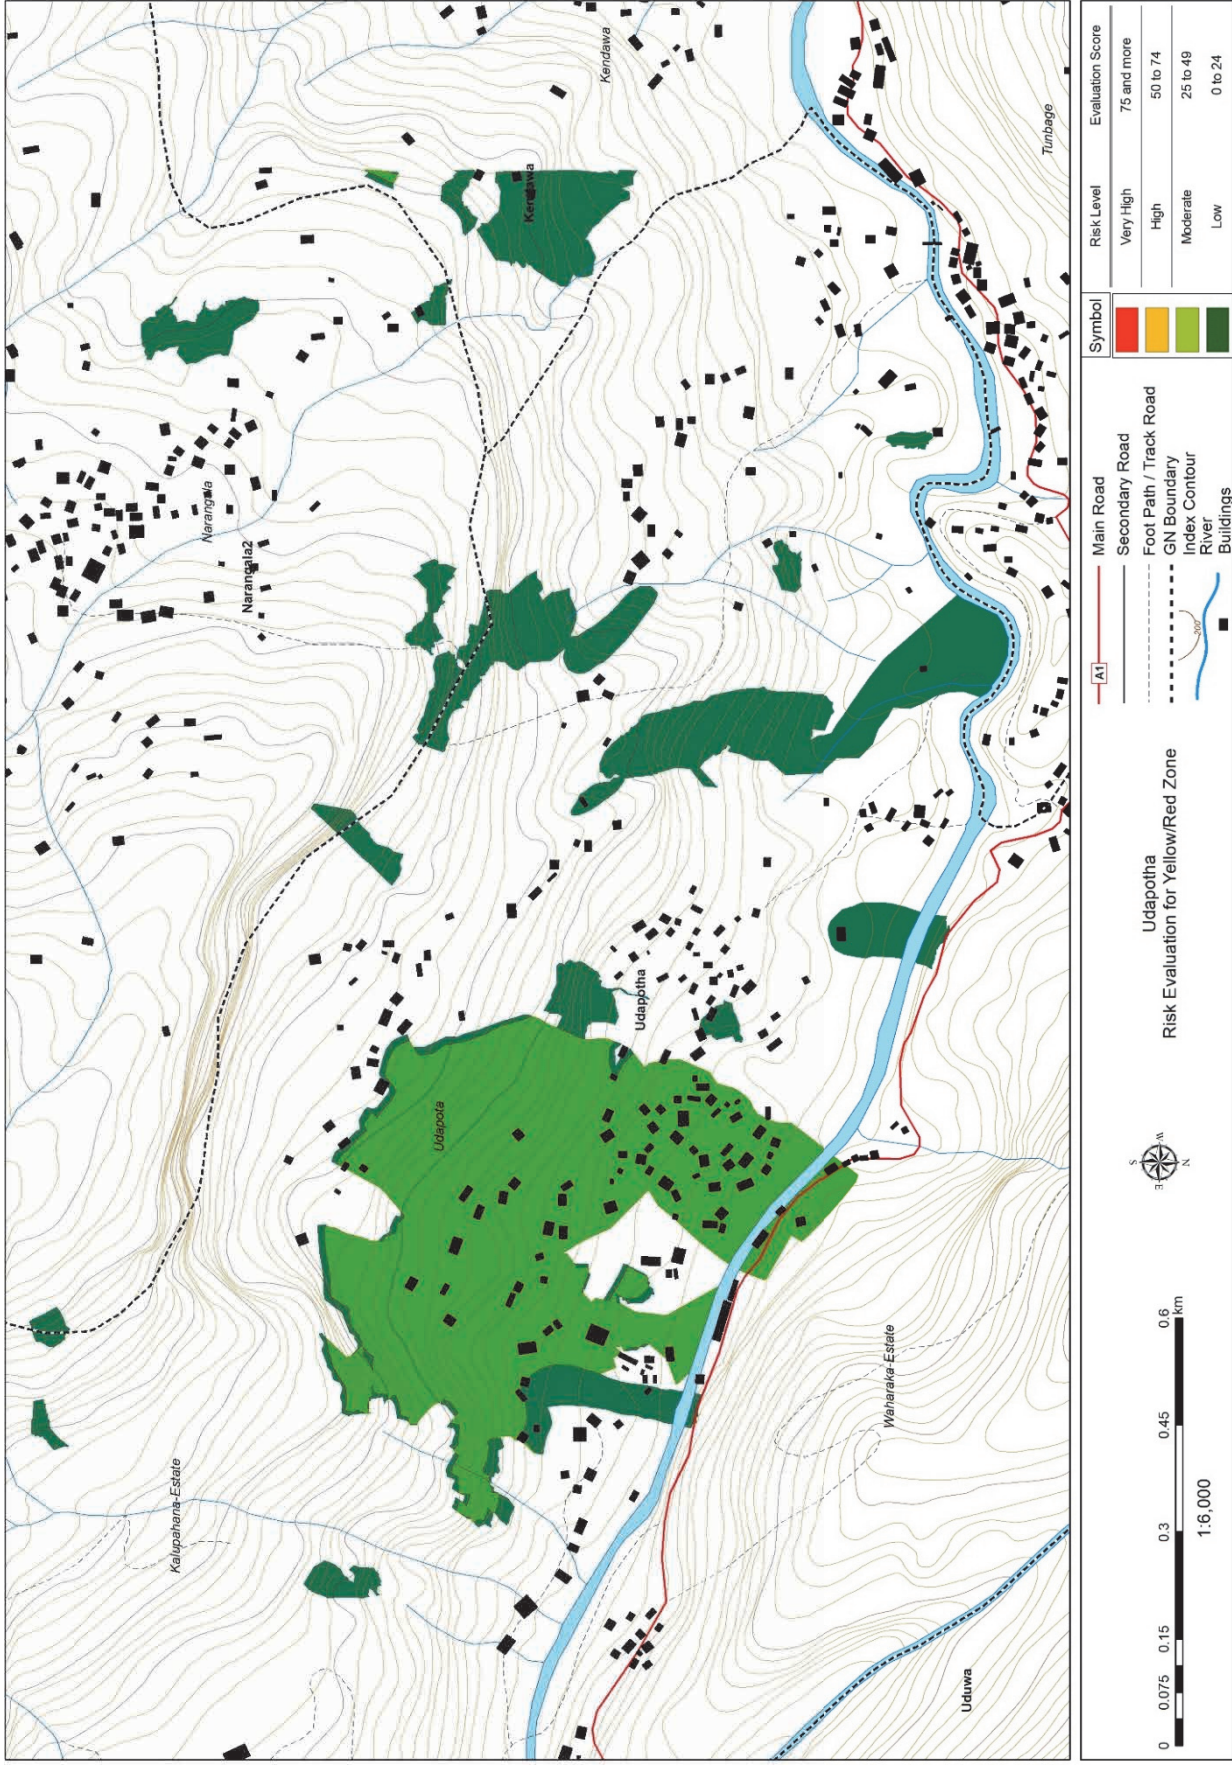 Kalupahana-Estate
Narangala
Narangala2
Kendawa
Kendawa
Udapota
Udapotha
Uduwa
Waharaka-Estate
Tunbage
0 0.075 0.15 0.3 0.45 0.6
km
1:6,000
S
W
E
N
Udapotha
Risk Evaluation for Yellow/Red Zone
A1 Main Road
Secondary Road
Foot Path / Track Road
GN Boundary
200 Index Contour
River
Buildings
Symbol Risk Level Evaluation Score
Very High 75 and more
High 50 to 74
Moderate 25 to 49
Low 0 to 24